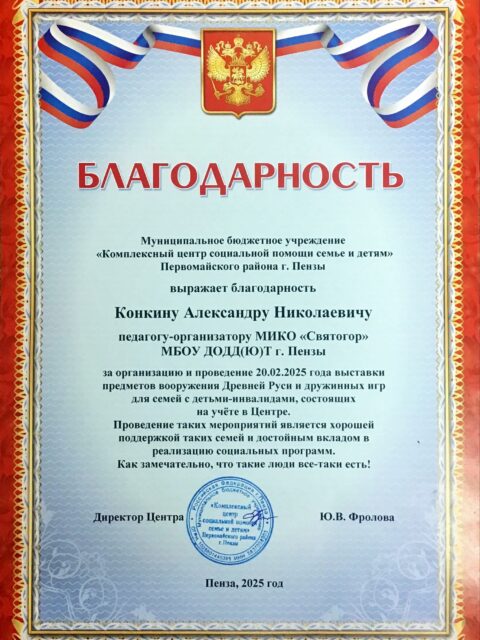 БЛАГОДАРНОСТЬ
Муниципальное бюджетное учреждение
«Комплексный центр социальной помощи семье и детям»
Первомайского района г. Пензы
выражает благодарность
Конкину Александру Николаевичу
педагогу-организатору МИКО «Святогор»
МБОУ ДОДД(Ю)Т г. Пензы
за организацию и проведение 20.02.2025 года выставки
предметов вооружения Древней Руси и дружинных игр
для семей с детьми-инвалидами, состоящих
на учёте в Центре.
Проведение таких мероприятий является хорошей
поддержкой таких семей и достойным вкладом в
реализацию социальных программ.
Как замечательно, что такие люди все-таки есть!
Директор Центра
Ю.В. Фролова
«Комплексный
центр
социальной помощи
семье и детям»
Первомайского района
г. Пензы
Пенза, 2025 год